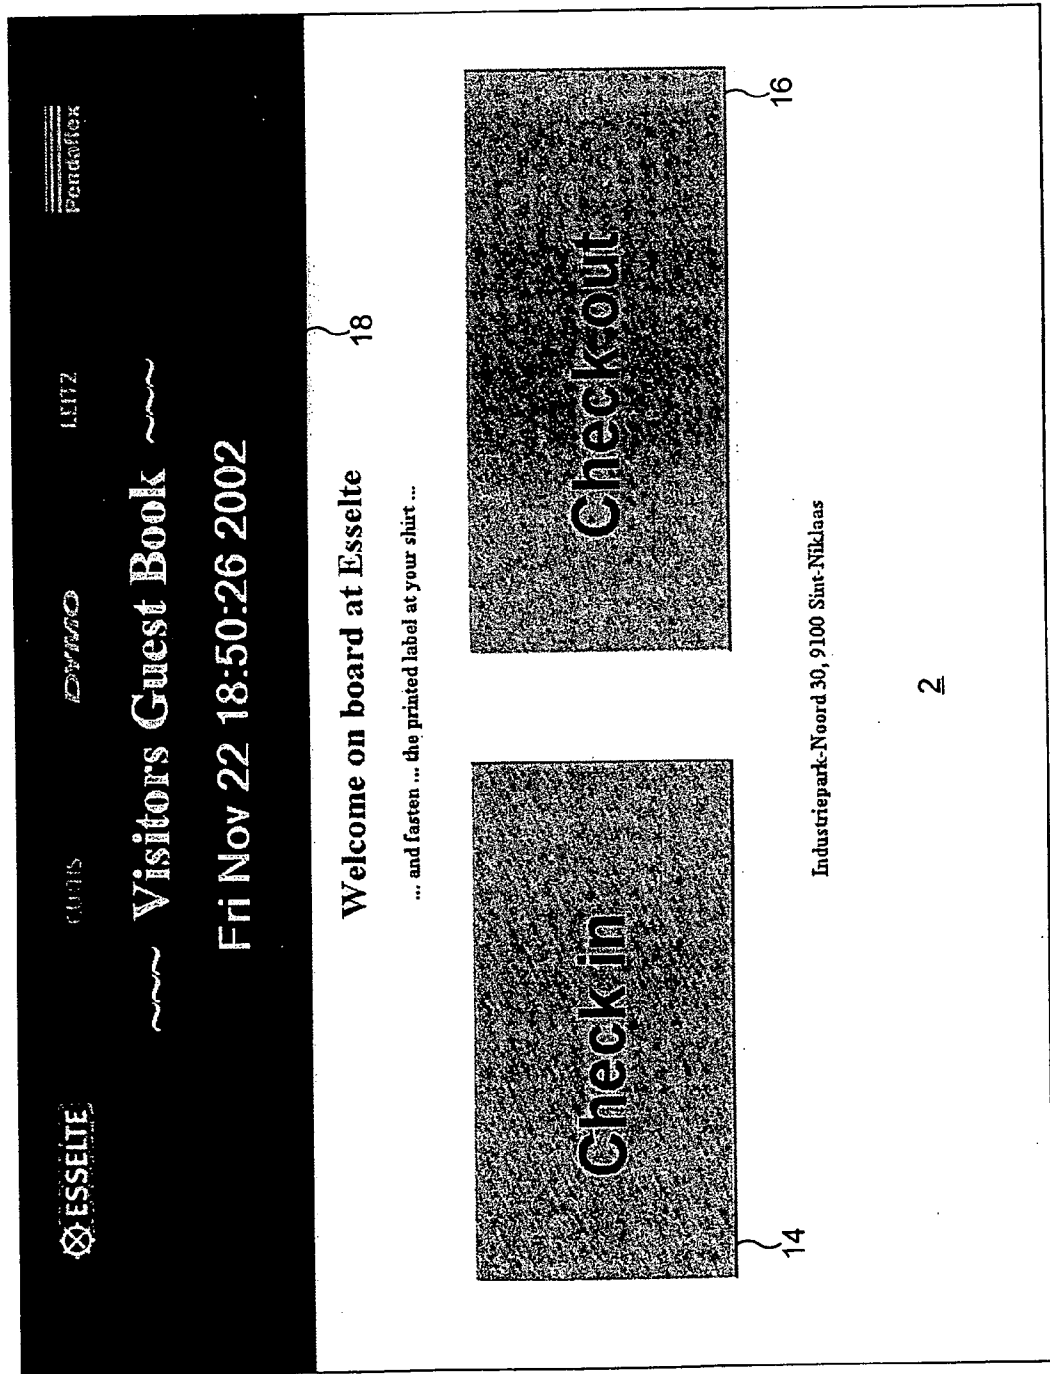 ESSELTE CURTIS DYMO LEITZ Pendaflex
~~~ Visitors Guest Book ~~~
Fri Nov 22 18:50:26 2002
18
Welcome on board at Esselte
... and fasten ... the printed label at your shirt ...
Check in Check-out
14 16
Industriepark-Noord 30, 9100 Sint-Niklaas
2